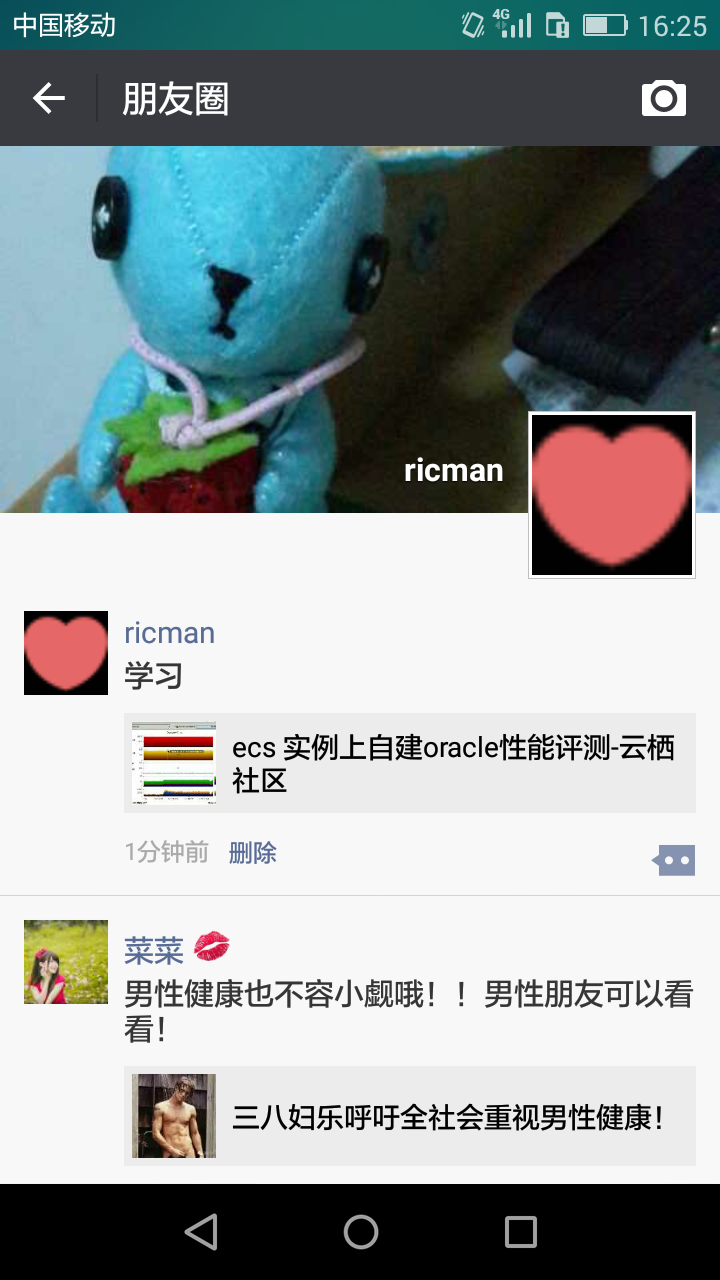 中国移动
4G
16:25
朋友圈
ricman
ricman
学习
ecs 实例上自建oracle性能评测-云栖
社区
1分钟前 删除
菜菜
男性健康也不容小觑哦！！男性朋友可以看
看！
三八妇乐呼吁全社会重视男性健康！